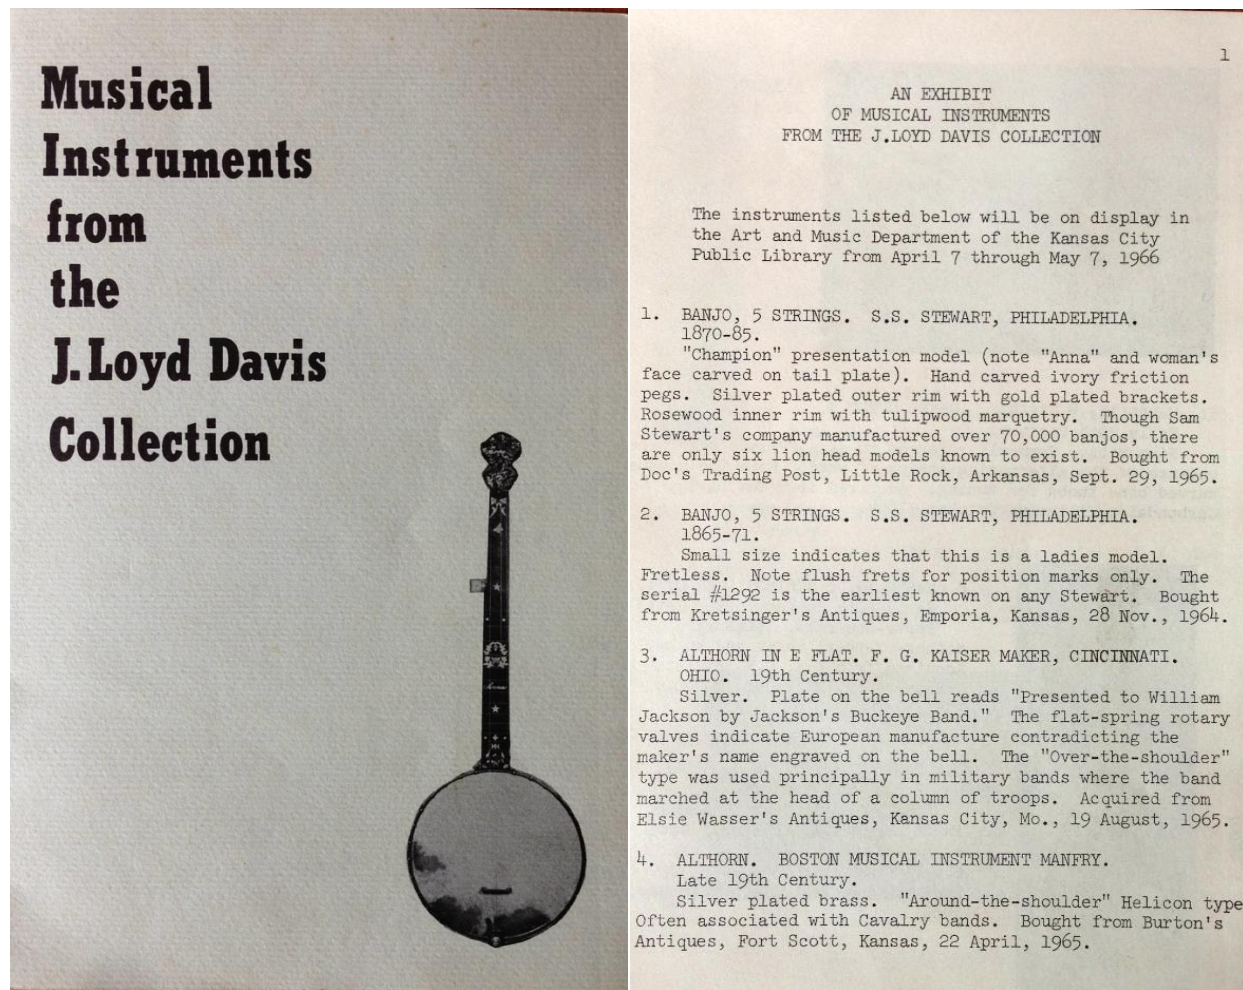 Musical
Instruments
from
the
J. Loyd Davis
Collection
1
AN EXHIBIT
OF MUSICAL INSTRUMENTS
FROM THE J.LOYD DAVIS COLLECTION
The instruments listed below will be on display in
the Art and Music Department of the Kansas City
Public Library from April 7 through May 7, 1966
1. BANJO, 5 STRINGS. S.S. STEWART, PHILADELPHIA.
1870-85.
"Champion" presentation model (note "Anna" and woman's
face carved on tail plate). Hand carved ivory friction
pegs. Silver plated outer rim with gold plated brackets.
Rosewood inner rim with tulipwood marquetry. Though Sam
Stewart's company manufactured over 70,000 banjos, there
are only six lion head models known to exist. Bought from
Doc's Trading Post, Little Rock, Arkansas, Sept. 29, 1965.
2. BANJO, 5 STRINGS. S.S. STEWART, PHILADELPHIA.
1865-71.
Small size indicates that this is a ladies model.
Fretless. Note flush frets for position marks only. The
serial #1292 is the earliest known on any Stewart. Bought
from Kretsinger's Antiques, Emporia, Kansas, 28 Nov., 1964.
3. ALTHORN IN E FLAT. F. G. KAISER MAKER, CINCINNATI.
OHIO. 19th Century.
Silver. Plate on the bell reads "Presented to William
Jackson by Jackson's Buckeye Band." The flat-spring rotary
valves indicate European manufacture contradicting the
maker's name engraved on the bell. The "Over-the-shoulder"
type was used principally in military bands where the band
marched at the head of a column of troops. Acquired from
Elsie Wasser's Antiques, Kansas City, Mo., 19 August, 1965.
4. ALTHORN. BOSTON MUSICAL INSTRUMENT MANFRY.
Late 19th Century.
Silver plated brass. "Around-the-shoulder" Helicon type
Often associated with Cavalry bands. Bought from Burton's
Antiques, Fort Scott, Kansas, 22 April, 1965.